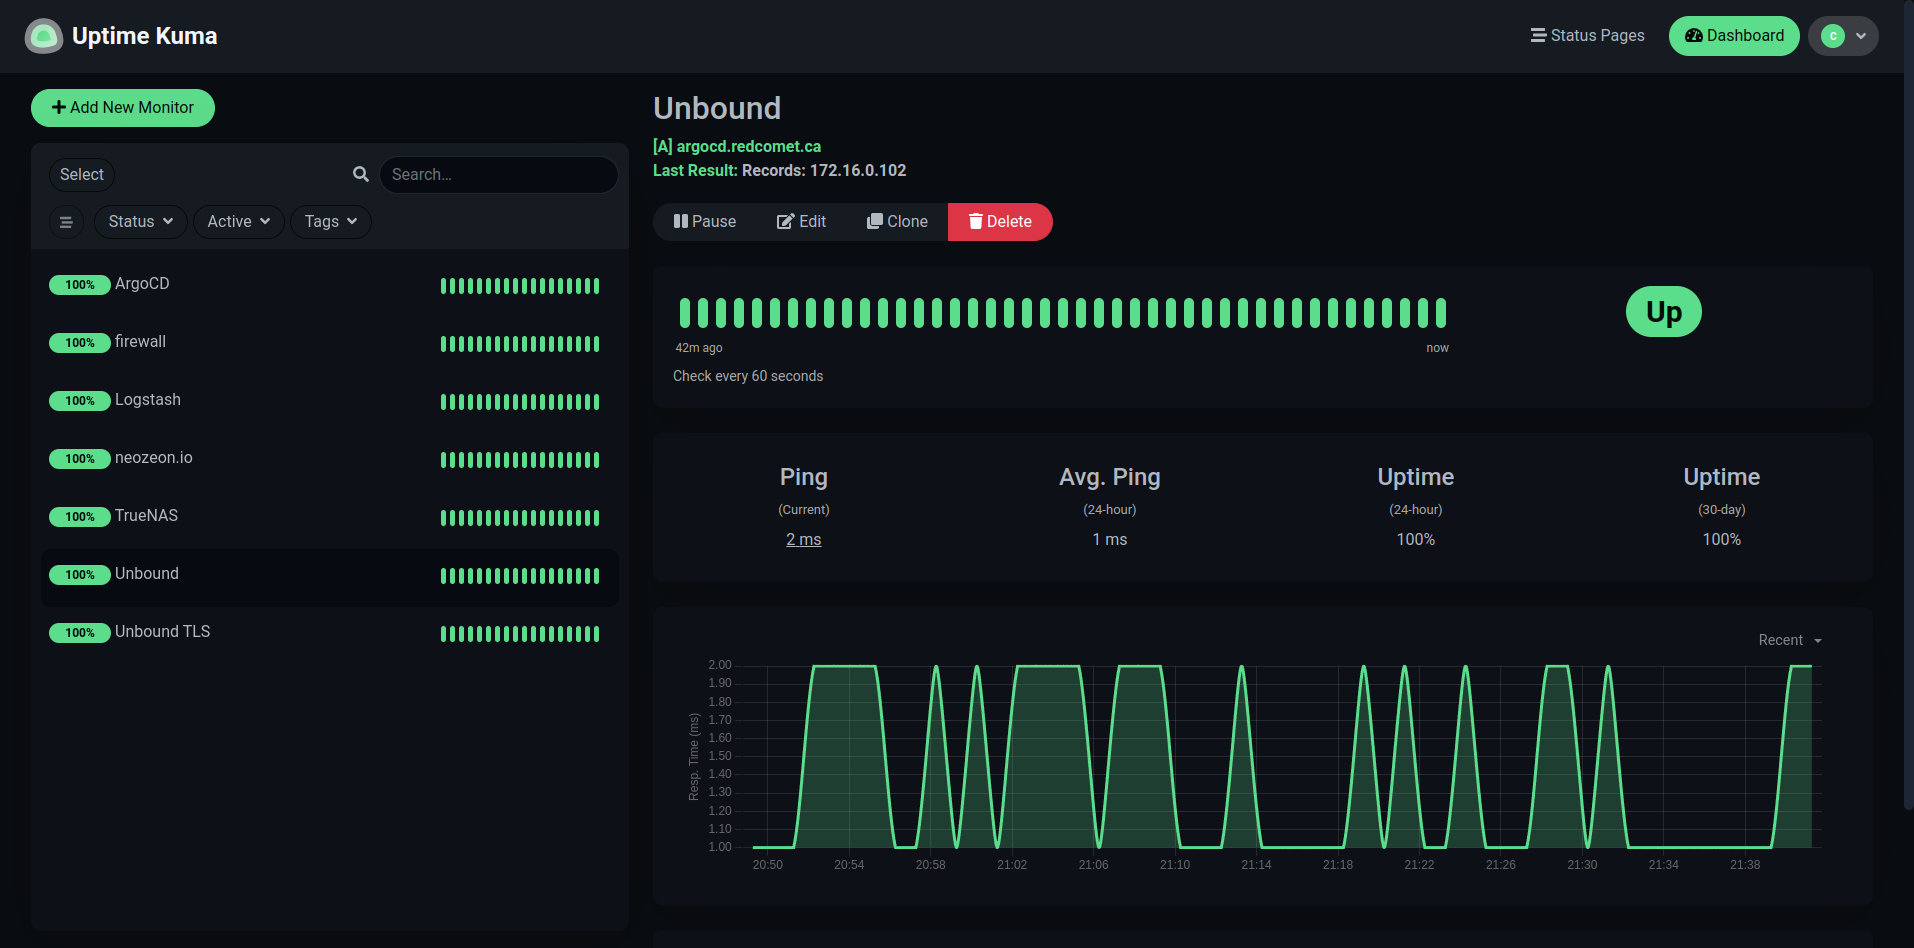 Uptime Kuma
Status Pages
Dashboard
C
Add New Monitor
Select
Search...
Status
Active
Tags
100% ArgoCD
100% firewall
100% Logstash
100% neozeon.io
100% TrueNAS
100% Unbound
100% Unbound TLS
Unbound
[A] argocd.redcomet.ca
Last Result: Records: 172.16.0.102
Pause
Edit
Clone
Delete
Up
42m ago
now
Check every 60 seconds
Ping
(Current)
2 ms
Avg. Ping
(24-hour)
1 ms
Uptime
(24-hour)
100%
Uptime
(30-day)
100%
Recent
Resp. Time (ms)
2.00
1.90
1.80
1.70
1.60
1.50
1.40
1.30
1.20
1.10
1.00
20:50 20:54 20:58 21:02 21:06 21:10 21:14 21:18 21:22 21:26 21:30 21:34 21:38